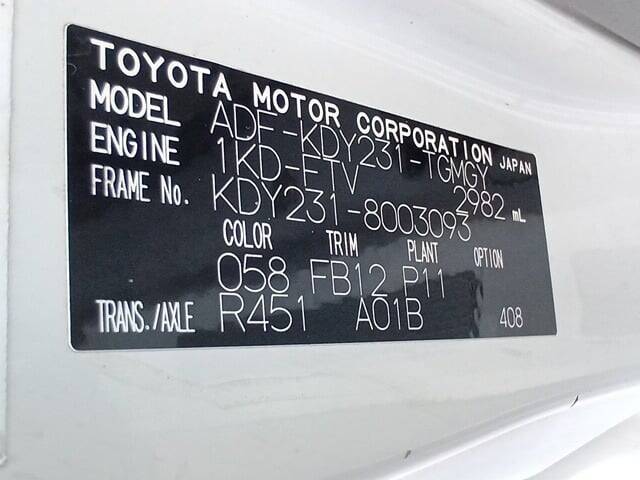 TOYOTA MOTOR CORPORATION JAPAN
MODEL ADF-KDY231-TGMGY
ENGINE 1KD-FTV 2982 mL
FRAME No. KDY231-8003093
COLOR TRIM PLANT OPTION
058 FB12 P11
TRANS./AXLE R451 A01B 408